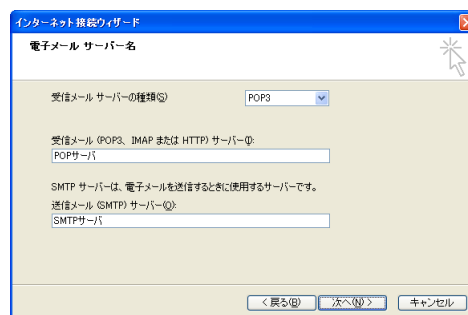 インターネット接続ウィザード
電子メール サーバー名
受信メール サーバーの種類(S)
POP3
受信メール (POP3、IMAP または HTTP) サーバー(I):
POPサーバ
SMTP サーバーは、電子メールを送信するときに使用するサーバーです。
送信メール (SMTP) サーバー(O):
SMTPサーバ
< 戻る(B)
次へ(N) >
キャンセル